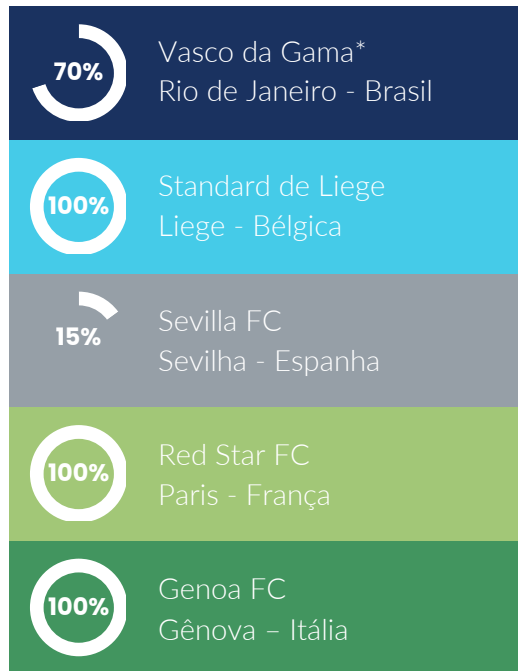 70%
Vasco da Gama*
Rio de Janeiro - Brasil
100%
Standard de Liege
Liege - Bélgica
15%
Sevilla FC
Sevilha - Espanha
100%
Red Star FC
Paris - França
100%
Genoa FC
Gênova – Itália